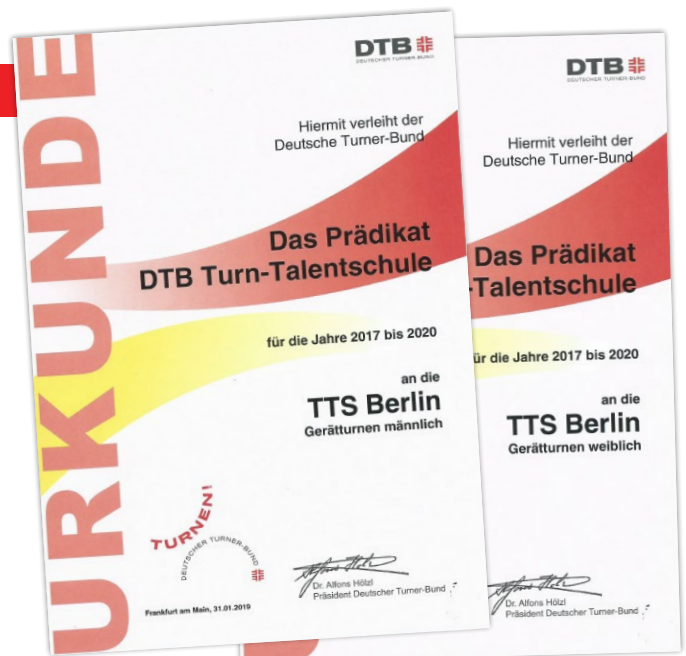 URKUNDE
DTB
DEUTSCHER TURNER-BUND
Hiermit verleiht der
Deutsche Turner-Bund
Das Prädikat
DTB Turn-Talentschule
für die Jahre 2017 bis 2020
an die
TTS Berlin
Gerätturnen männlich
TURNEN!
DEUTSCHER TURNER-BUND
Dr. Alfons Hölzl
Präsident Deutscher Turner-Bund
Frankfurt am Main, 31.01.2019
DTB
DEUTSCHER TURNER-BUND
Hiermit verleiht der
Deutsche Turner-Bund
Das Prädikat
-Talentschule
ür die Jahre 2017 bis 2020
an die
TTS Berlin
Gerätturnen weiblich
Dr. Alfons Hölzl
Präsident Deutscher Turner-Bund